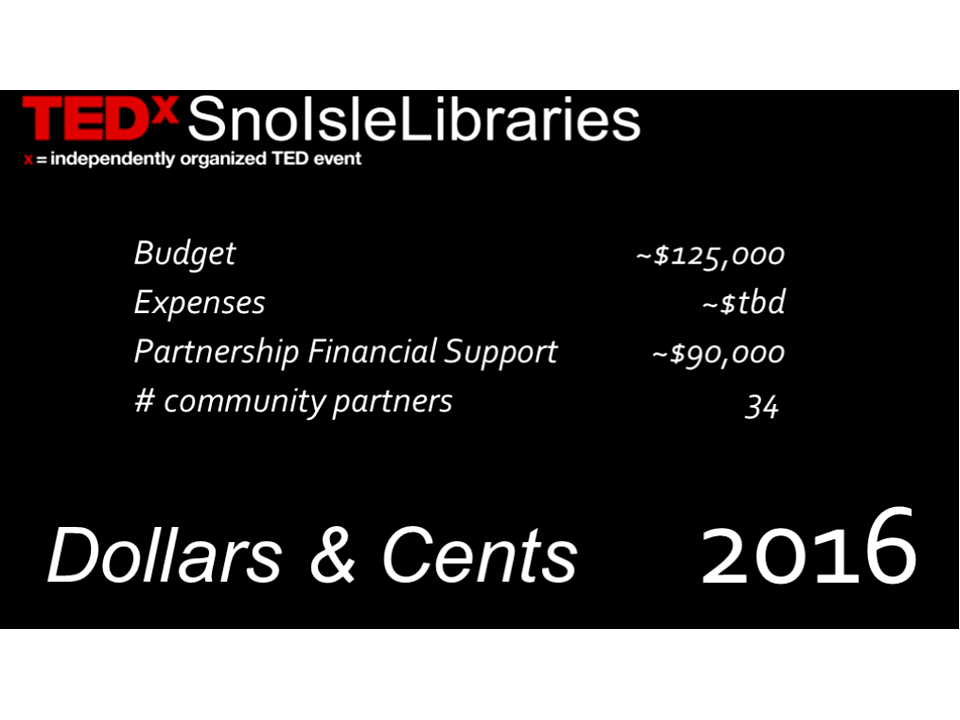 TEDx SnoIsleLibraries
x = independently organized TED event
Budget ~$125,000
Expenses ~$tbd
Partnership Financial Support ~$90,000
# community partners 34
Dollars & Cents 2016